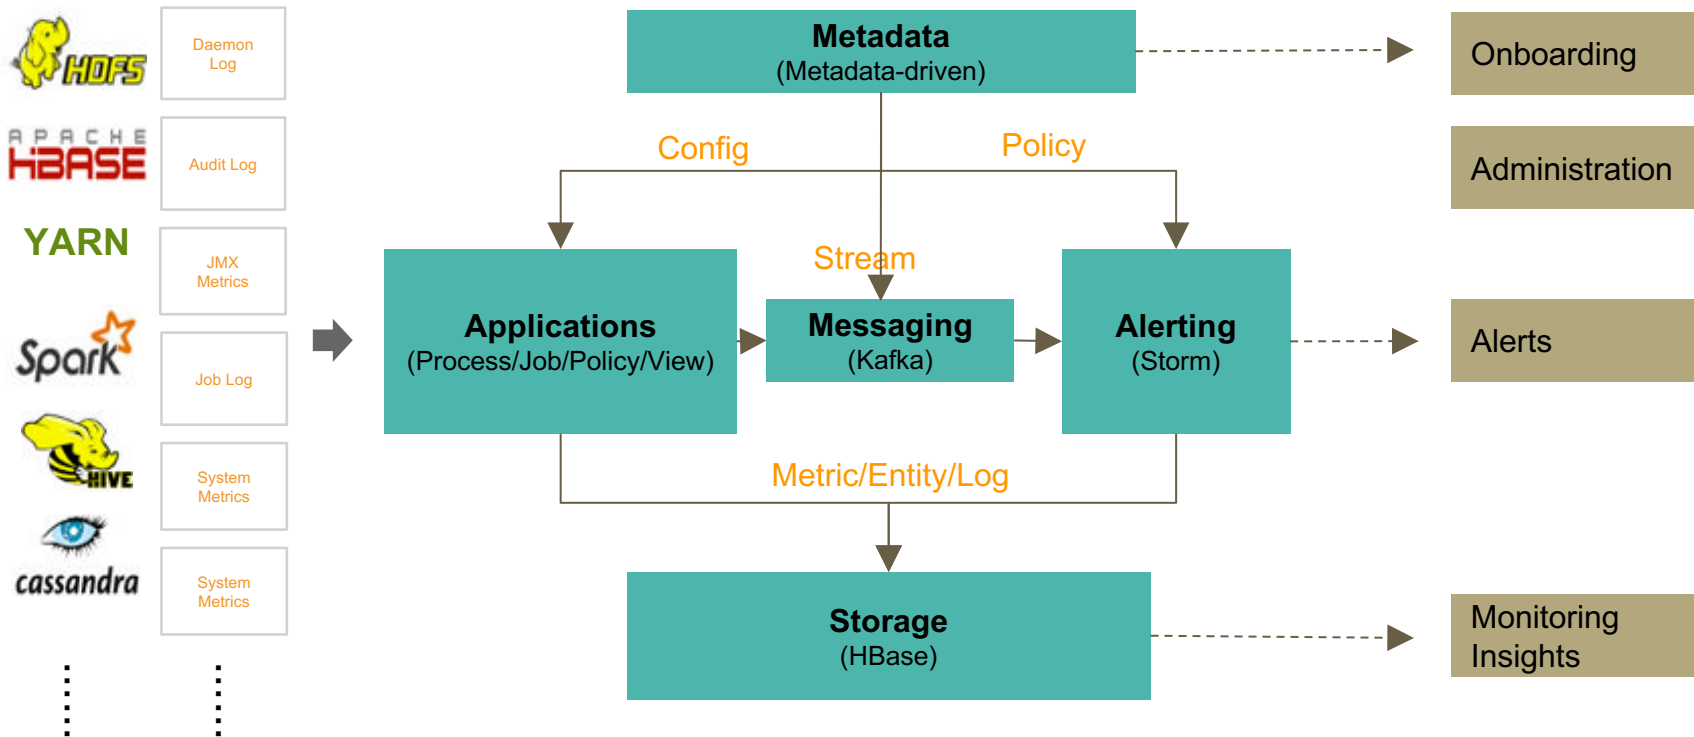 HDFS
Daemon
Log
APACHE
HBASE
Audit Log
YARN
JMX
Metrics
Spark
Job Log
HIVE
System
Metrics
cassandra
System
Metrics
Metadata
(Metadata-driven)
Config
Policy
Stream
Applications
(Process/Job/Policy/View)
Messaging
(Kafka)
Alerting
(Storm)
Metric/Entity/Log
Storage
(HBase)
Onboarding
Administration
Alerts
Monitoring
Insights